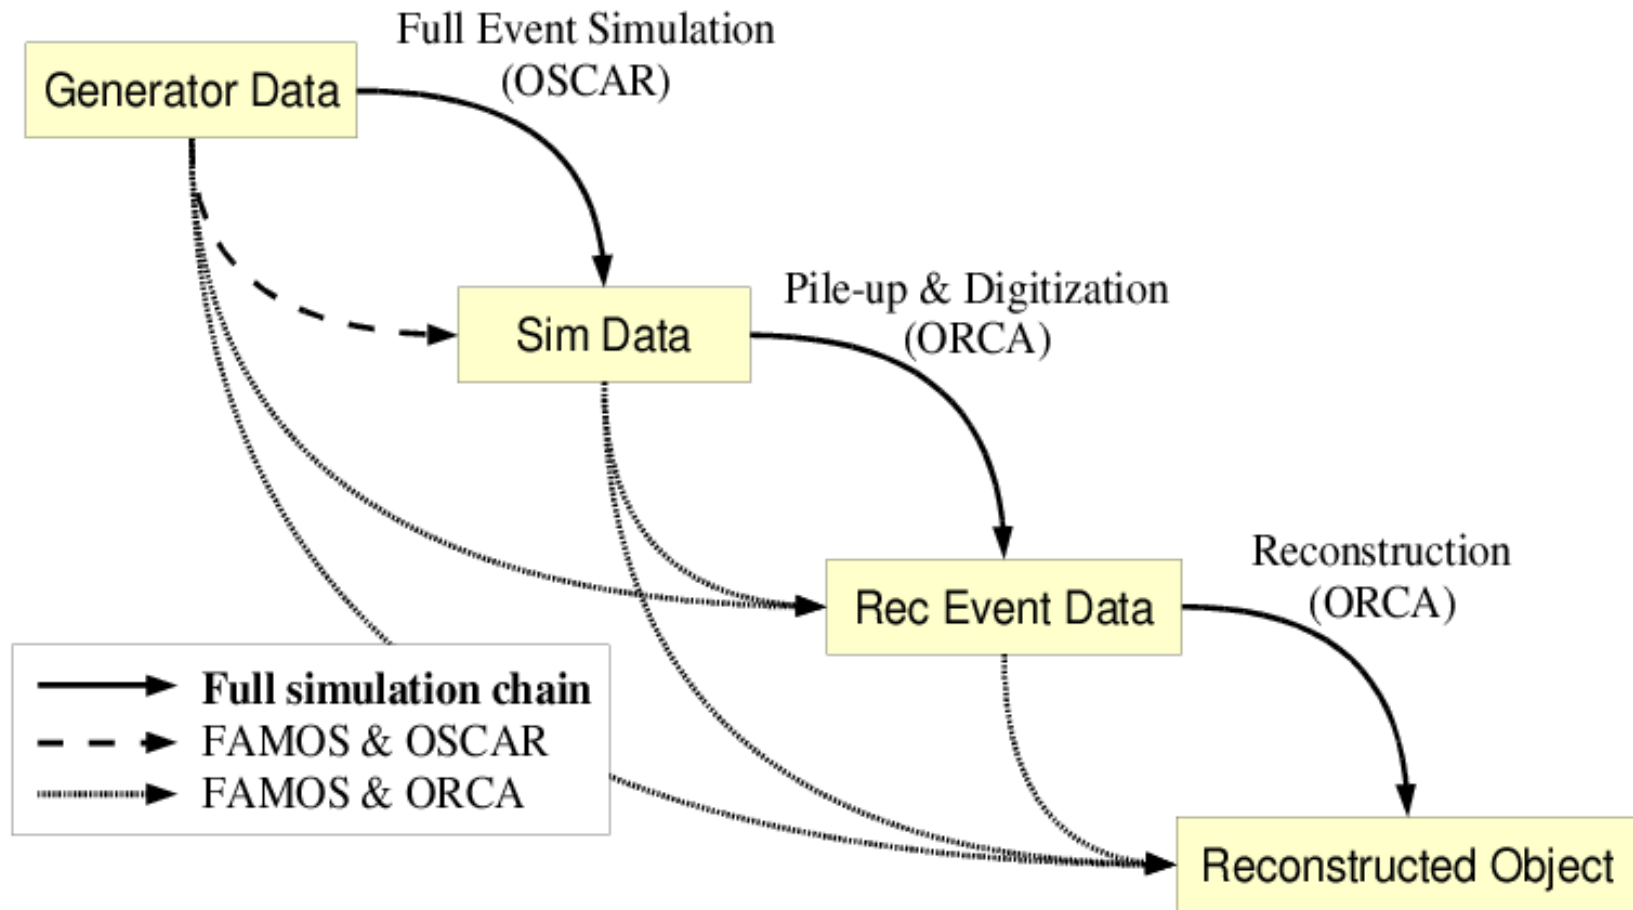 Full Event Simulation
(OSCAR)
Generator Data
Pile-up & Digitization
(ORCA)
Sim Data
Reconstruction
(ORCA)
Rec Event Data
Full simulation chain
FAMOS & OSCAR
FAMOS & ORCA
Reconstructed Object